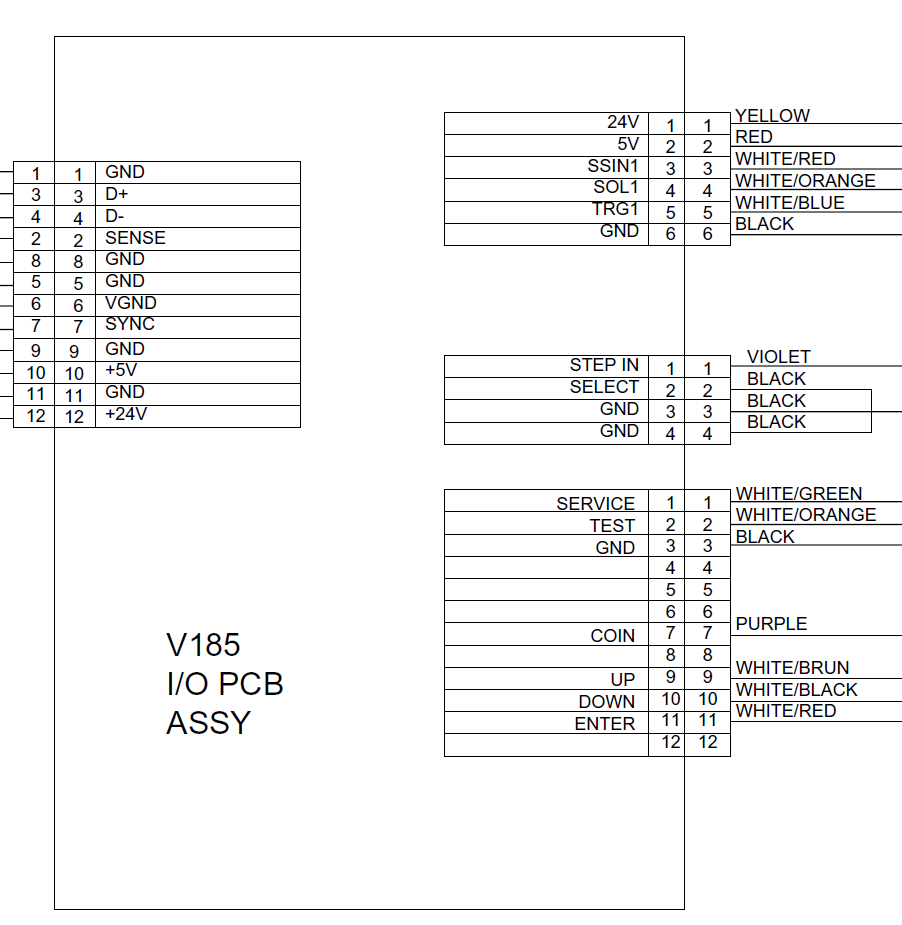 1 1 GND
3 3 D+
4 4 D-
2 2 SENSE
8 8 GND
5 5 GND
6 6 VGND
7 7 SYNC
9 9 GND
10 10 +5V
11 11 GND
12 12 +24V
24V 1 1 YELLOW
5V 2 2 RED
SSIN1 3 3 WHITE/RED
SOL1 4 4 WHITE/ORANGE
TRG1 5 5 WHITE/BLUE
GND 6 6 BLACK
STEP IN 1 1 VIOLET
SELECT 2 2 BLACK
GND 3 3 BLACK
GND 4 4 BLACK
SERVICE 1 1 WHITE/GREEN
TEST 2 2 WHITE/ORANGE
GND 3 3 BLACK
4 4
5 5
6 6
COIN 7 7 PURPLE
8 8
UP 9 9 WHITE/BRUN
DOWN 10 10 WHITE/BLACK
ENTER 11 11 WHITE/RED
12 12
V185
I/O PCB
ASSY